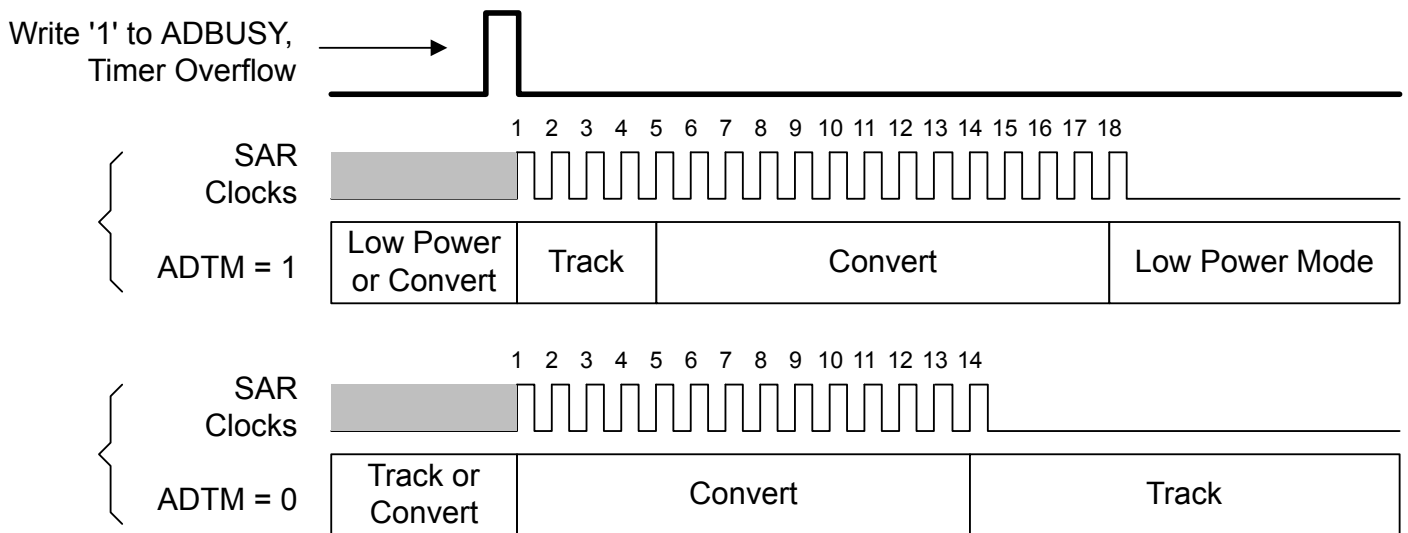 Write '1' to ADBUSY,
Timer Overflow
1 2 3 4 5 6 7 8 9 10 11 12 13 14 15 16 17 18
SAR
Clocks
ADTM = 1
Low Power
or Convert
Track
Convert
Low Power Mode
1 2 3 4 5 6 7 8 9 10 11 12 13 14
SAR
Clocks
ADTM = 0
Track or
Convert
Convert
Track